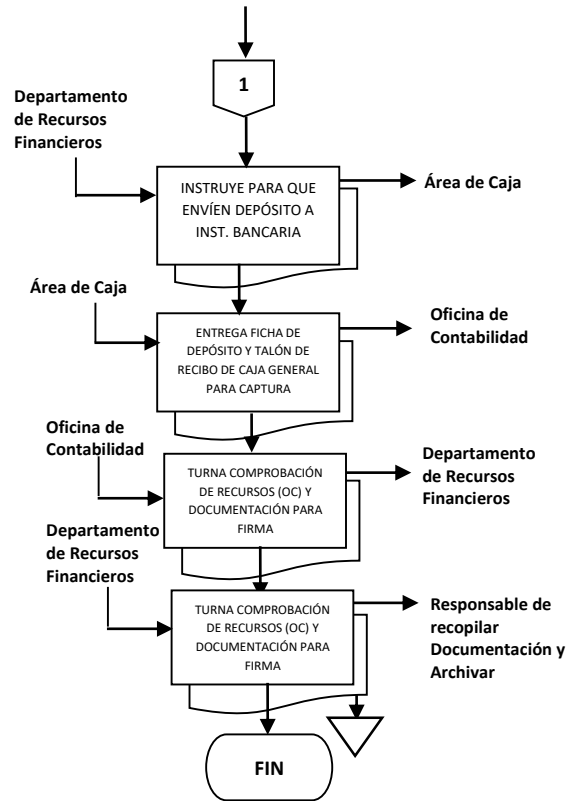 1
Departamento
de Recursos
Financieros
INSTRUYE PARA QUE
ENVÍEN DEPÓSITO A
INST. BANCARIA
Área de Caja
Área de Caja
ENTREGA FICHA DE
DEPÓSITO Y TALÓN DE
RECIBO DE CAJA GENERAL
PARA CAPTURA
Oficina de
Contabilidad
Oficina de
Contabilidad
TURNA COMPROBACIÓN
DE RECURSOS (OC) Y
DOCUMENTACIÓN PARA
FIRMA
Departamento
de Recursos
Financieros
Departamento
de Recursos
Financieros
TURNA COMPROBACIÓN
DE RECURSOS (OC) Y
DOCUMENTACIÓN PARA
FIRMA
Responsable de
recopilar
Documentación y
Archivar
FIN